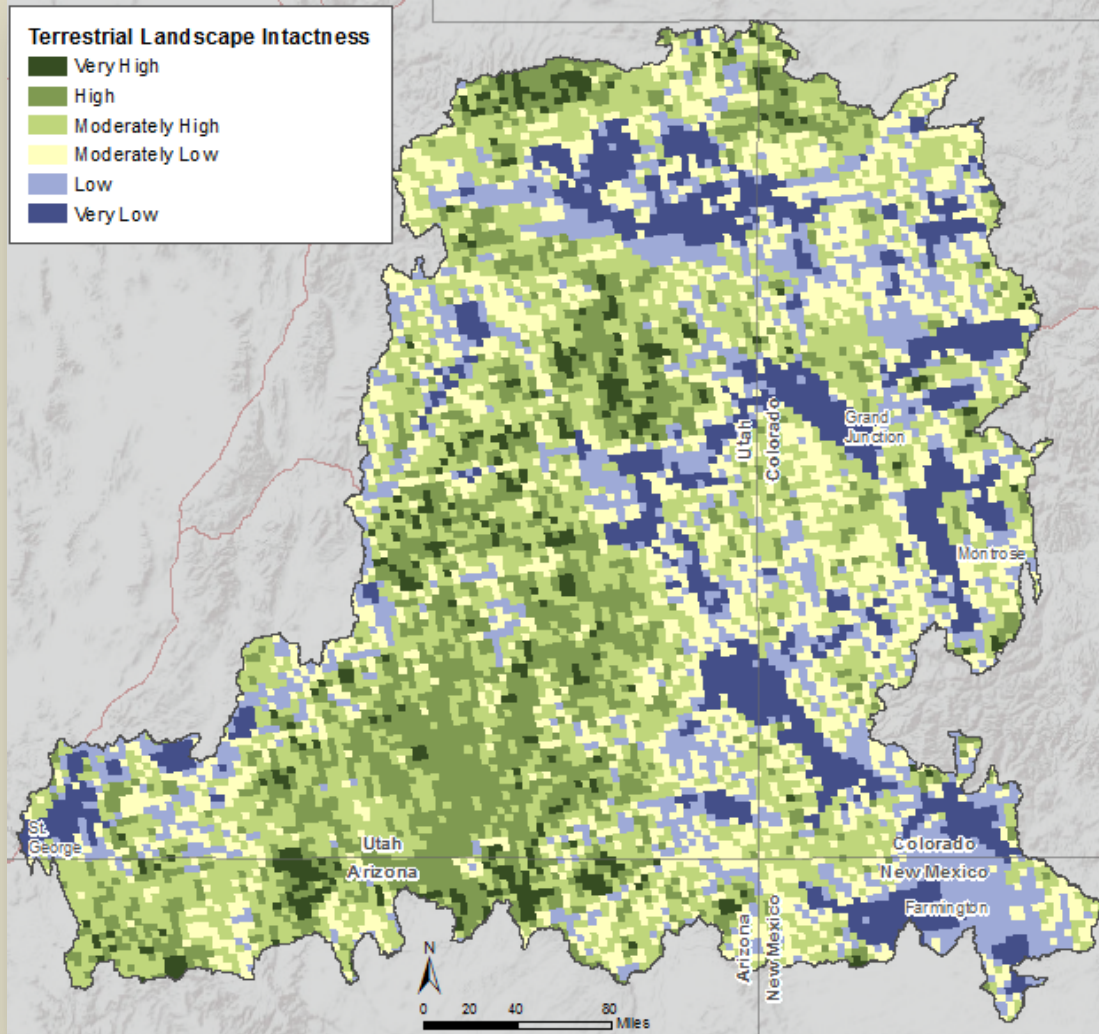 Terrestrial Landscape Intactness
Very High
High
Moderately High
Moderately Low
Low
Very Low
Utah
Colorado
Grand
Junction
Montrose
St.
George
Utah
Arizona
Colorado
New Mexico
Farmington
Arizona
New Mexico
N
0 20 40 80
Miles